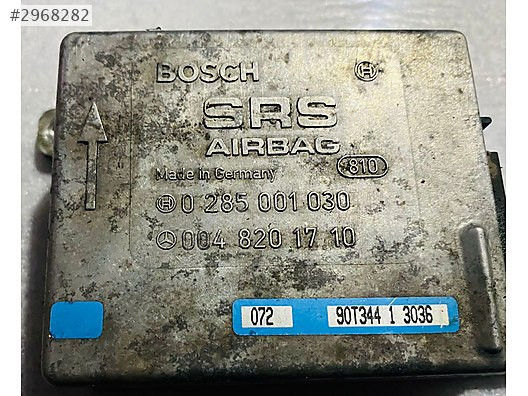 #2968282
BOSCH
SRS
AIRBAG
Made in Germany 810
0 285 001 030
004 820 17 10
072 90T344 1 3036